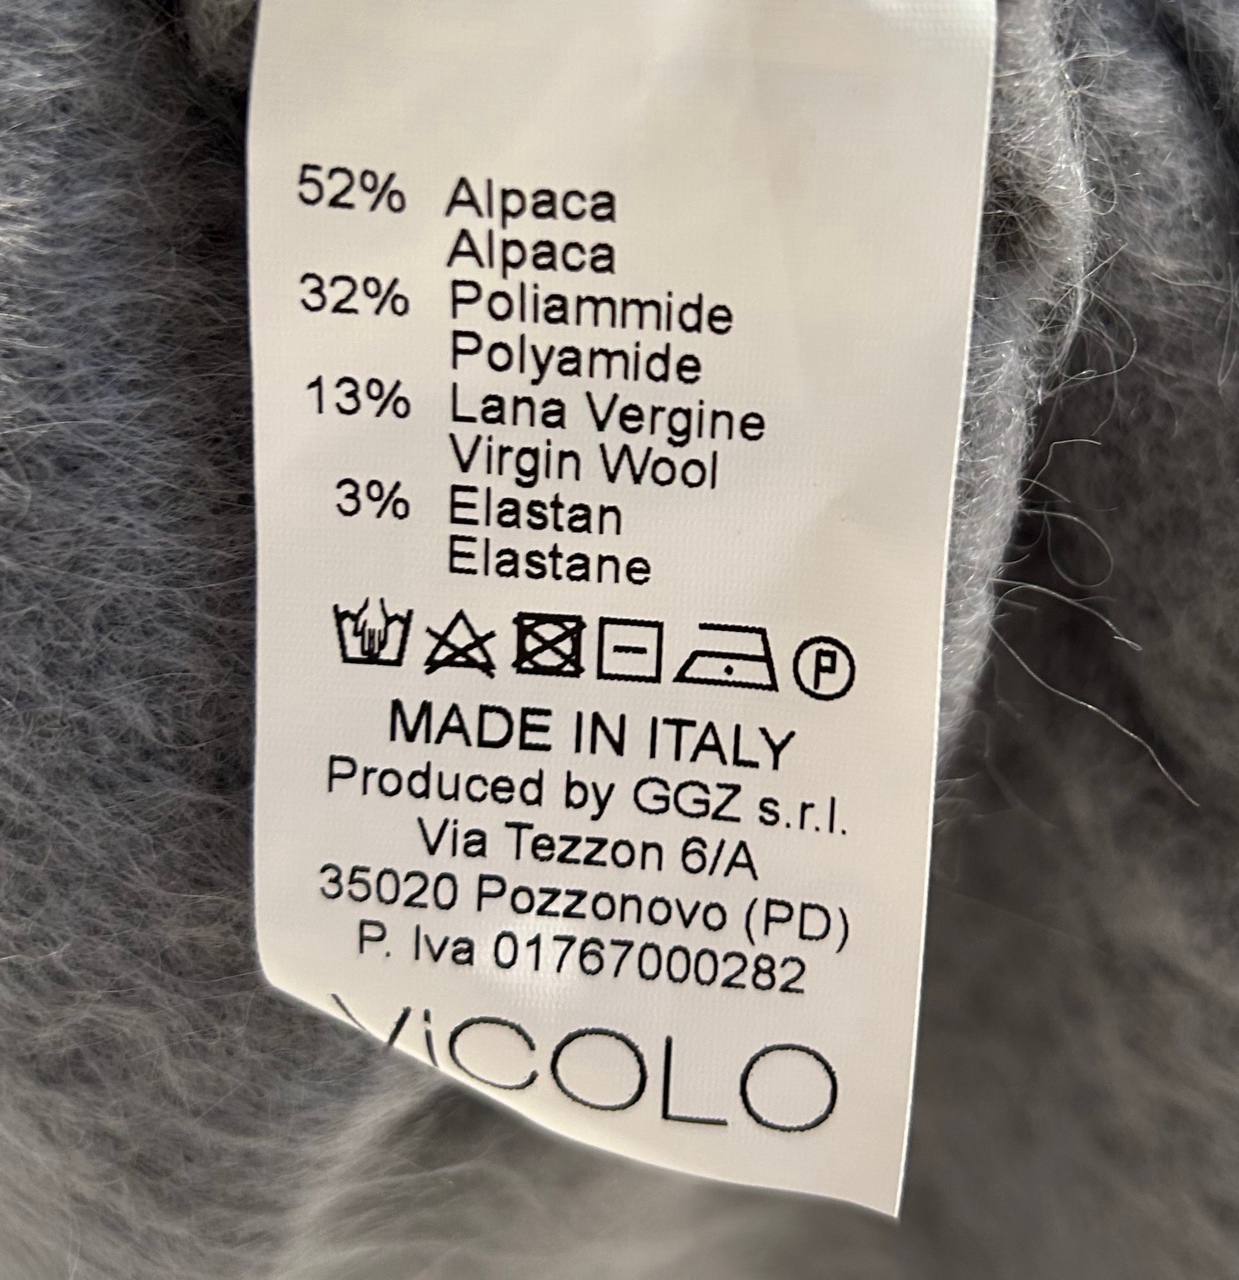 52% Alpaca
Alpaca
32% Poliammide
Polyamide
13% Lana Vergine
Virgin Wool
3% Elastan
Elastane
P
MADE IN ITALY
Produced by GGZ s.r.l.
Via Tezzon 6/A
35020 Pozzonovo (PD)
P. Iva 01767000282
ViCOLO